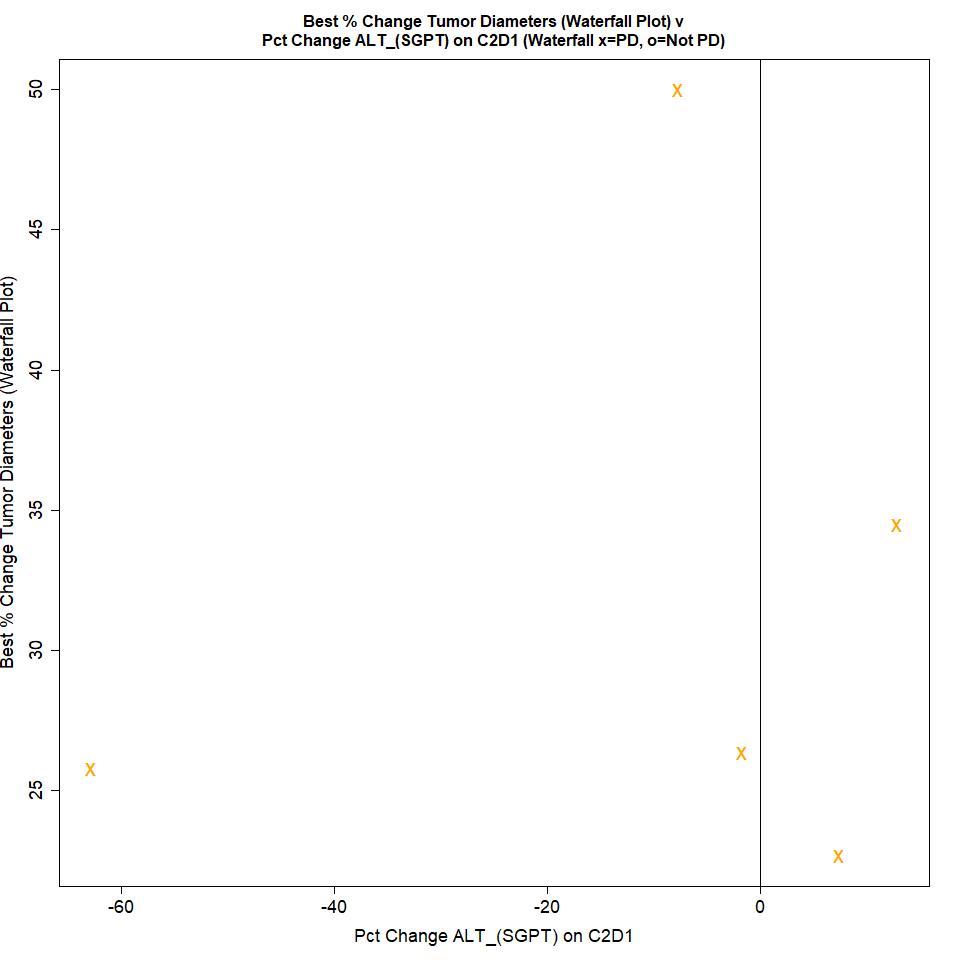 Best % Change Tumor Diameters (Waterfall Plot) v
Pct Change ALT_(SGPT) on C2D1 (Waterfall x=PD, o=Not PD)
50
45
40
35
30
25
Best % Change Tumor Diameters (Waterfall Plot)
X
X
X
X
X
-60
-40
-20
0
Pct Change ALT_(SGPT) on C2D1